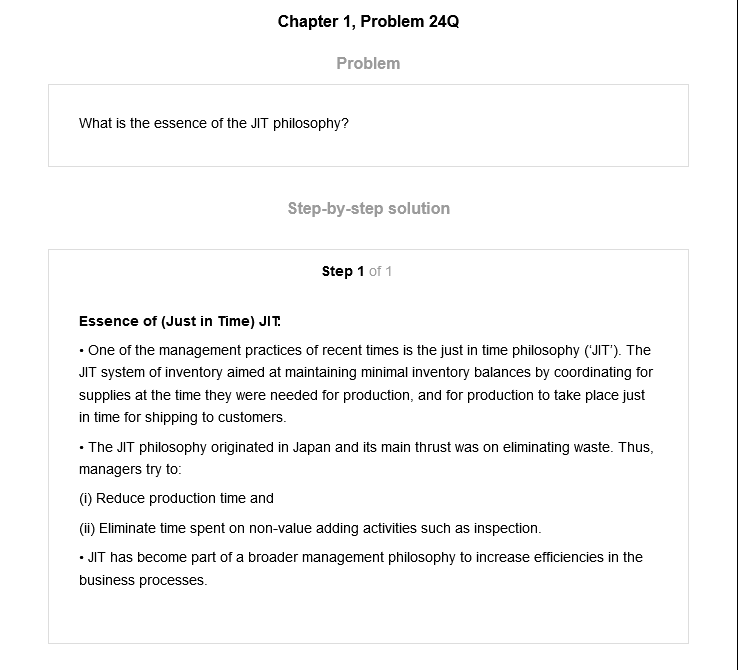 Chapter 1, Problem 24Q
Problem
What is the essence of the JIT philosophy?
Step-by-step solution
Step 1 of 1
Essence of (Just in Time) JIT:
• One of the management practices of recent times is the just in time philosophy (‘JIT’). The
JIT system of inventory aimed at maintaining minimal inventory balances by coordinating for
supplies at the time they were needed for production, and for production to take place just
in time for shipping to customers.
• The JIT philosophy originated in Japan and its main thrust was on eliminating waste. Thus,
managers try to:
(i) Reduce production time and
(ii) Eliminate time spent on non-value adding activities such as inspection.
• JIT has become part of a broader management philosophy to increase efficiencies in the
business processes.